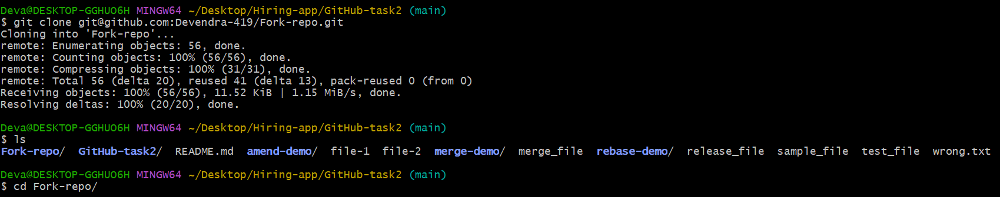 Deva@DESKTOP-GGHUO6H MINGW64 ~/Desktop/Hiring-app/GitHub-task2 (main)
$ git clone git@github.com:Devendra-419/Fork-repo.git
Cloning into 'Fork-repo'...
remote: Enumerating objects: 56, done.
remote: Counting objects: 100% (56/56), done.
remote: Compressing objects: 100% (31/31), done.
remote: Total 56 (delta 20), reused 41 (delta 13), pack-reused 0 (from 0)
Receiving objects: 100% (56/56), 11.52 KiB | 1.15 MiB/s, done.
Resolving deltas: 100% (20/20), done.
Deva@DESKTOP-GGHUO6H MINGW64 ~/Desktop/Hiring-app/GitHub-task2 (main)
$ ls
Fork-repo/  GitHub-task2/  README.md  amend-demo/  file-1  file-2  merge-demo/  merge_file  rebase-demo/  release_file  sample_file  test_file  wrong.txt
Deva@DESKTOP-GGHUO6H MINGW64 ~/Desktop/Hiring-app/GitHub-task2 (main)
$ cd Fork-repo/